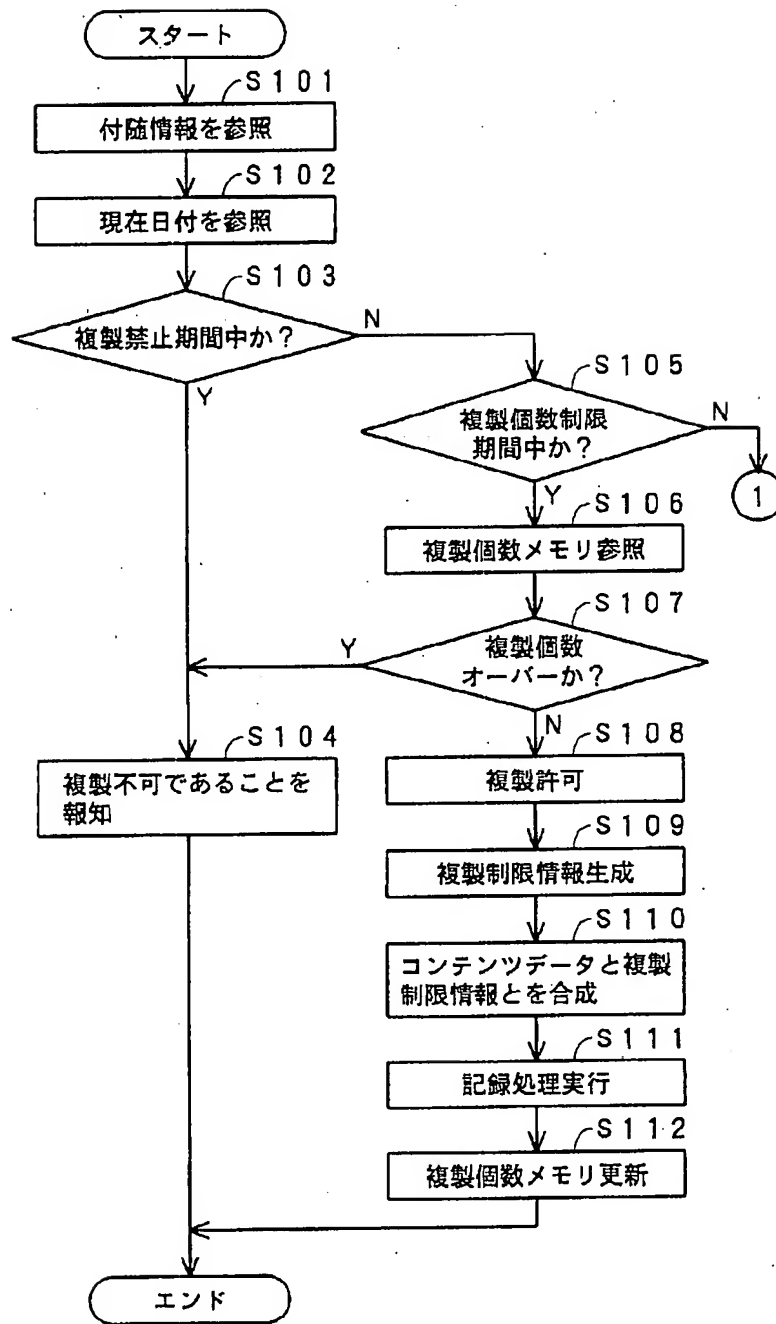 スタート
S101
付随情報を参照
S102
現在日付を参照
S103
複製禁止期間中か？
N
Y
S105
複製個数制限
期間中か？
N
1
Y
S106
複製個数メモリ参照
S107
複製個数
オーバーか？
Y
N
S104
複製不可であることを
報知
S108
複製許可
S109
複製制限情報生成
S110
コンテンツデータと複製
制限情報とを合成
S111
記録処理実行
S112
複製個数メモリ更新
エンド